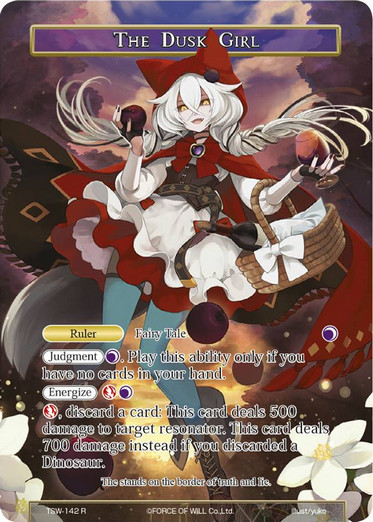 The Dusk Girl
Ruler Fairy Tale
Judgment . Play this ability only if you
have no cards in your hand.
Energize
, discard a card: This card deals 500
damage to target resonator. This card deals
700 damage instead if you discarded a
Dinosaur.
She stands on the border of truth and lie.
TSW-142 R ©FORCE OF WILL Co.,Ltd. Illust/yuko